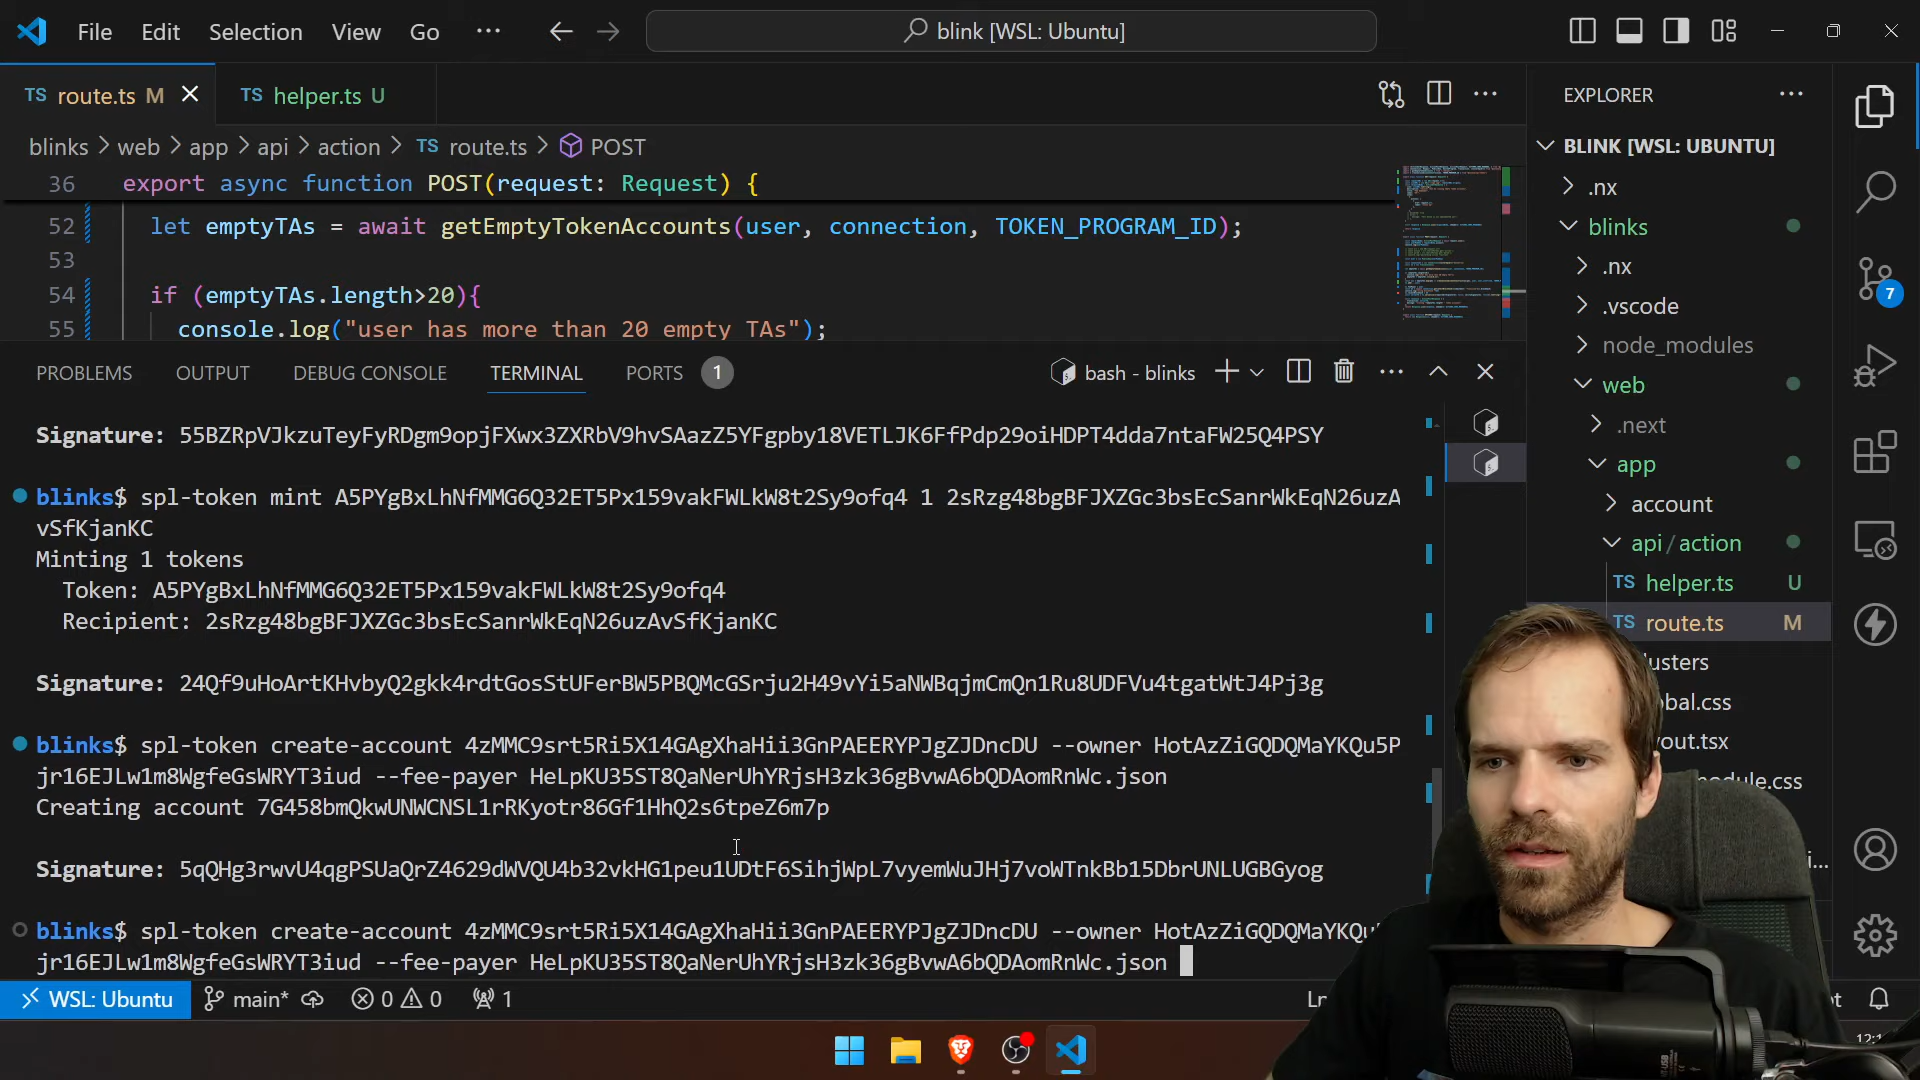 File Edit Selection View Go ··· blink [WSL: Ubuntu]
TS route.ts M TS helper.ts U ···
EXPLORER ···
blinks > web > app > api > action > TS route.ts > POST
36 export async function POST(request: Request) {
52 let emptyTAs = await getEmptyTokenAccounts(user, connection, TOKEN_PROGRAM_ID);
53
54 if (emptyTAs.length>20){
55 console.log("user has more than 20 empty TAs");
PROBLEMS OUTPUT DEBUG CONSOLE TERMINAL PORTS 1 bash - blinks ···
Signature: 55BZRpVJkzuTeyFyRDgm9opjFXwx3ZXRbV9hvSAazZ5YFgpby18VETLJK6FfPdp29oiHDPT4dda7ntaFW25Q4PSY
blinks$ spl-token mint A5PYgBxLhNfMMG6Q32ET5Px159vakFWLkW8t2Sy9ofq4 1 2sRzg48bgBFJXZGc3bsEcSanrWkEqN26uzA
vSfKjanKC
Minting 1 tokens
Token: A5PYgBxLhNfMMG6Q32ET5Px159vakFWLkW8t2Sy9ofq4
Recipient: 2sRzg48bgBFJXZGc3bsEcSanrWkEqN26uzAvSfKjanKC
Signature: 24Qf9uHoArtKHvbyQ2gkk4rdtGosStUFerBW5PBQMcGSrju2H49vYi5aNWBqjmCmQn1Ru8UDFVu4tgatWtJ4Pj3g
blinks$ spl-token create-account 4zMMC9srt5Ri5X14GAgXhaHii3GnPAEERYPJgZJDncDU --owner HotAzZiGQDQMaYKQu5P
jr16EJLw1m8WgfeGsWRYT3iud --fee-payer HeLpKU35ST8QaNerUhYRjsH3zk36gBvwA6bQDAomRnWc.json
Creating account 7G458bmQkwUNWCNSL1rRKyotr86Gf1HhQ2s6tpeZ6m7p
Signature: 5qQHg3rwvU4qgPSUaQrZ4629dWVQU4b32vkHG1peu1UDtF6SihjWpL7vyemWuJHj7voWTnkBb15DbrUNLUGBGyog
blinks$ spl-token create-account 4zMMC9srt5Ri5X14GAgXhaHii3GnPAEERYPJgZJDncDU --owner HotAzZiGQDQMaYKQu
jr16EJLw1m8WgfeGsWRYT3iud --fee-payer HeLpKU35ST8QaNerUhYRjsH3zk36gBvwA6bQDAomRnWc.json
BLINK [WSL: UBUNTU]
.nx
blinks
.nx
.vscode
node_modules
web
.next
app
account
api / action
TS helper.ts U
TS route.ts M
7
WSL: Ubuntu main* 0 0 1